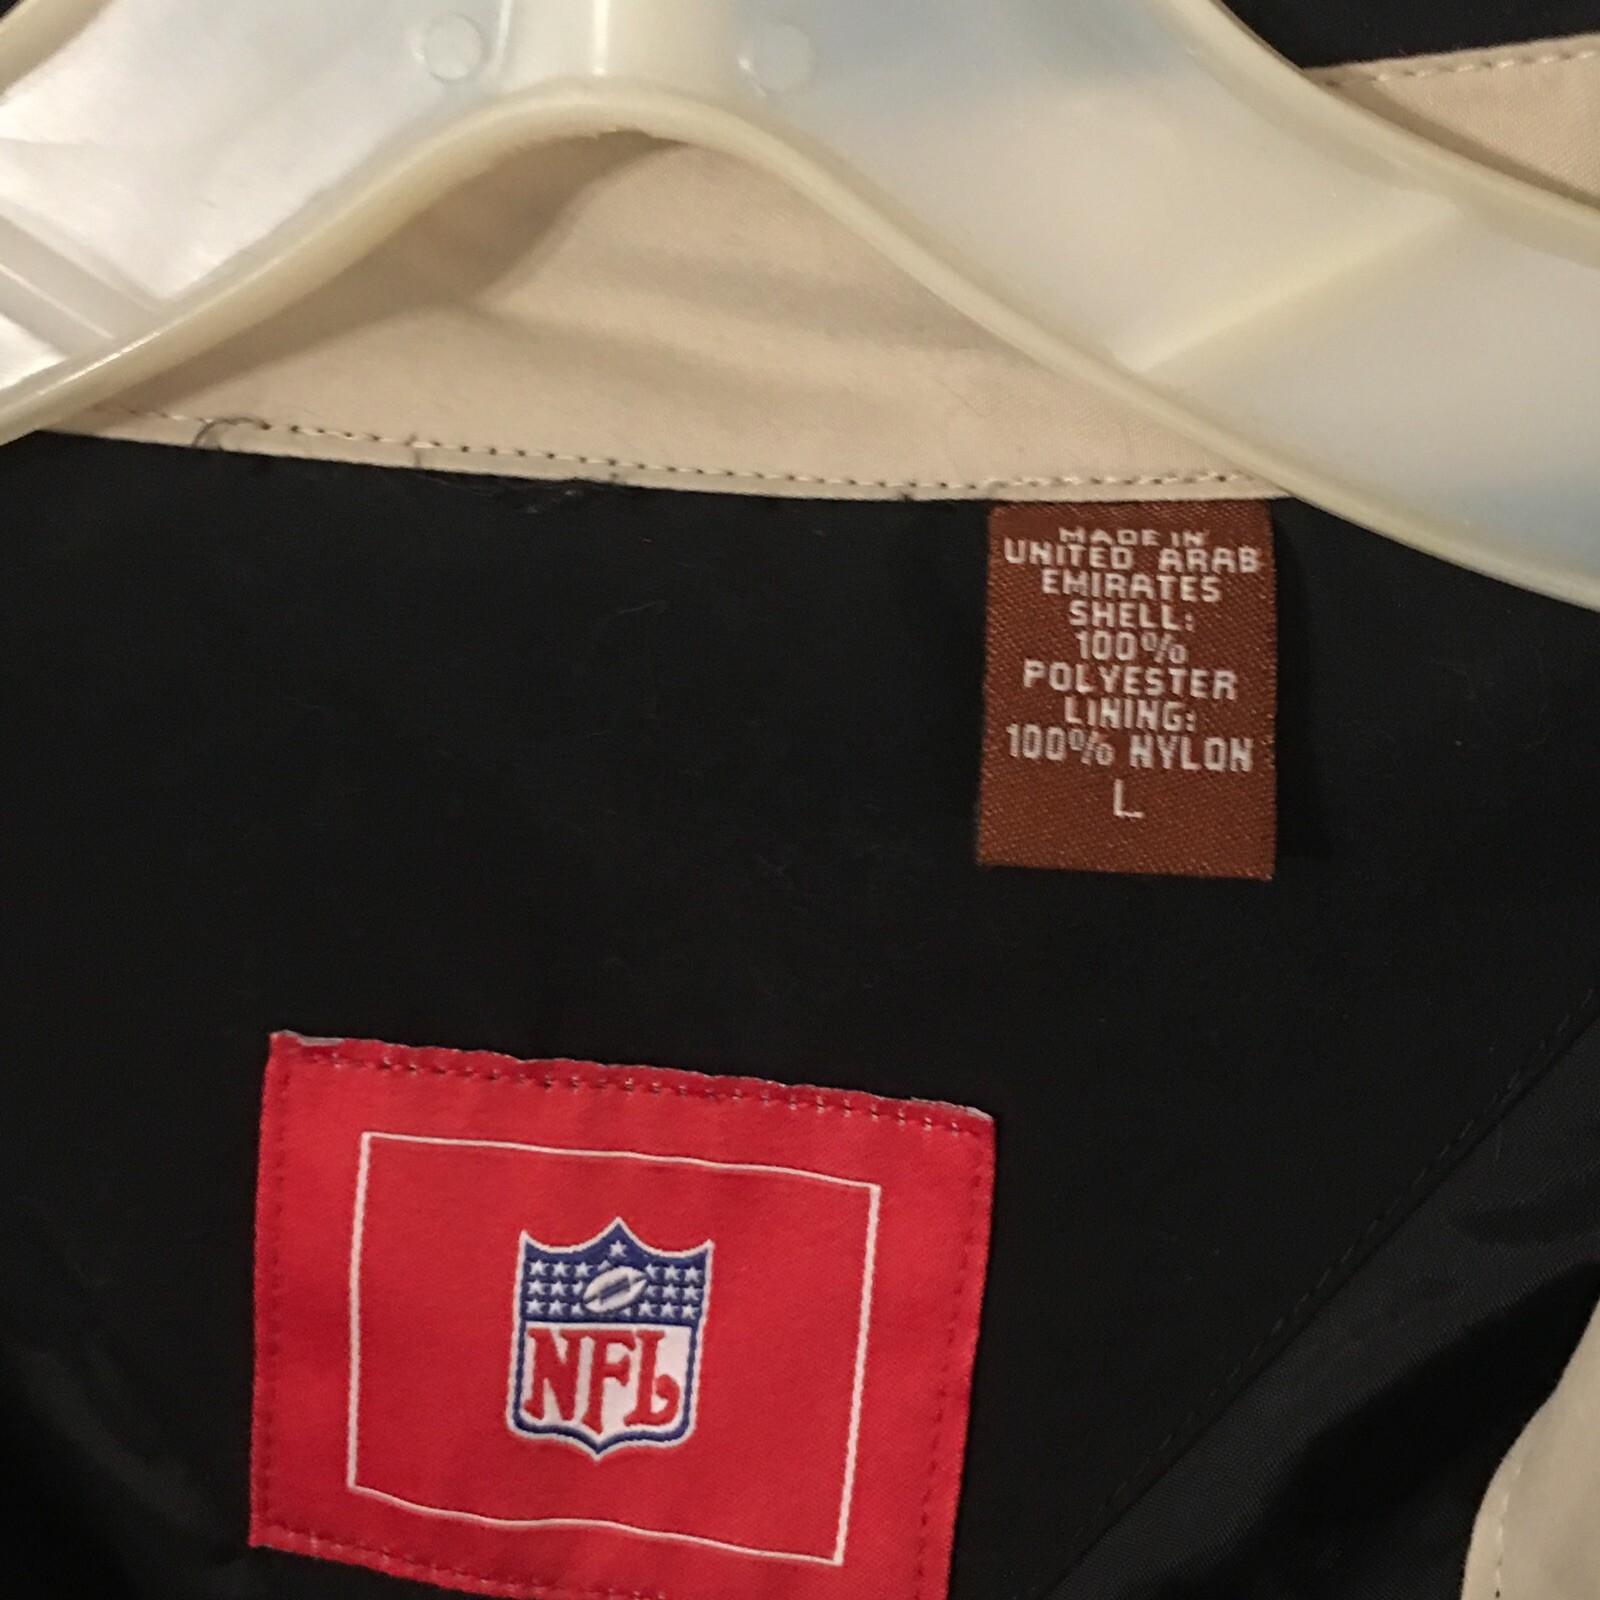 MADE IN
UNITED ARAB
EMIRATES
SHELL:
100%
POLYESTER
LINING:
100% NYLON
L
NFL